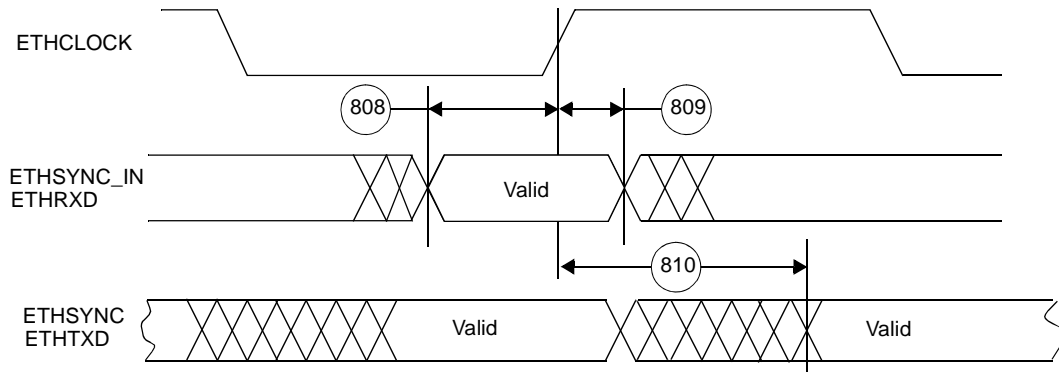 ETHCLOCK
808
809
ETHSYNC_IN
ETHRXD
Valid
810
ETHSYNC
ETHTXD
Valid
Valid